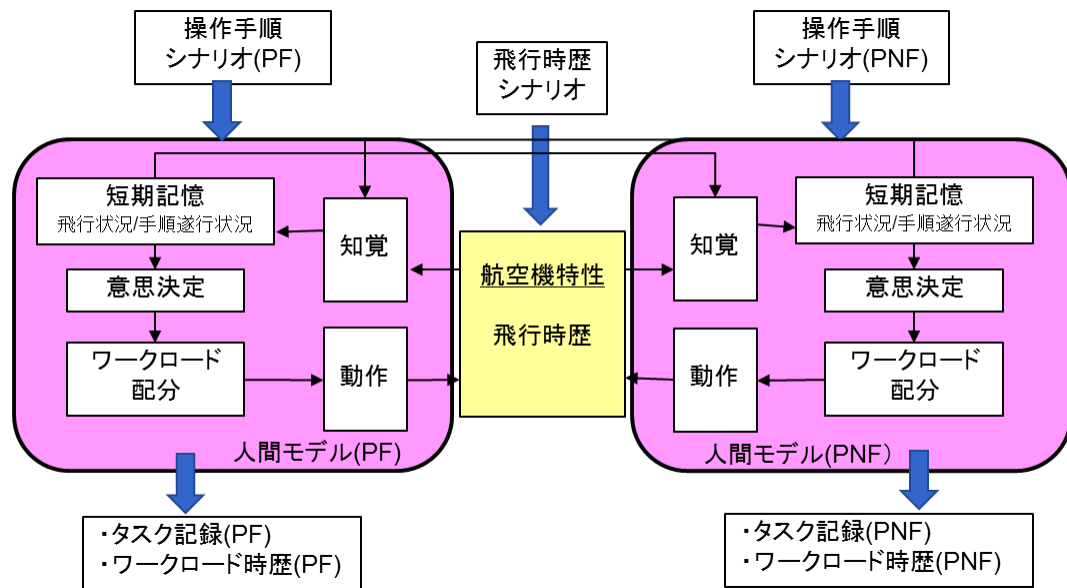 操作手順
シナリオ(PF)
飛行時歴
シナリオ
操作手順
シナリオ(PNF)
短期記憶
飛行状況/手順遂行状況
意思決定
ワークロード
配分
知覚
動作
人間モデル(PF)
航空機特性
飛行時歴
知覚
動作
短期記憶
飛行状況/手順遂行状況
意思決定
ワークロード
配分
人間モデル(PNF）
・タスク記録(PF)
・ワークロード時歴(PF)
・タスク記録(PNF)
・ワークロード時歴(PNF)